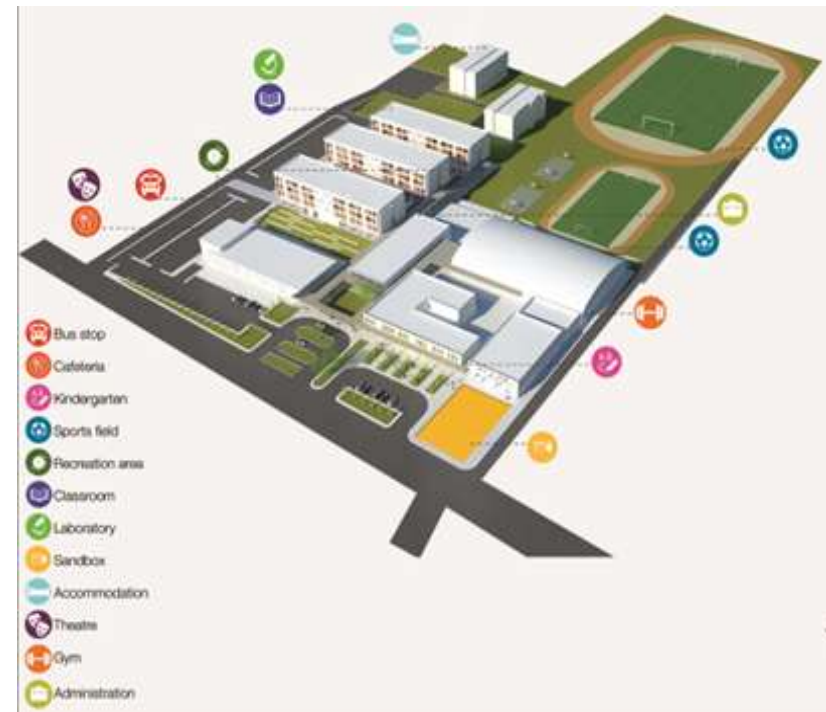 Bus stop
Cafeteria
Kindergarten
Sports field
Recreation area
Classroom
Laboratory
Sandbox
Accommodation
Theatre
Gym
Administration